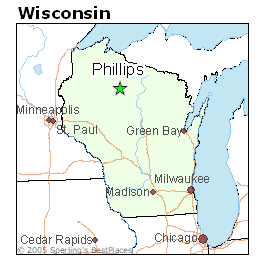 Wisconsin
Phillips
Minneapolis
St. Paul
Green Bay
Milwaukee
Madison
Chicago
Cedar Rapids
© 2005 Sperling's BestPlaces